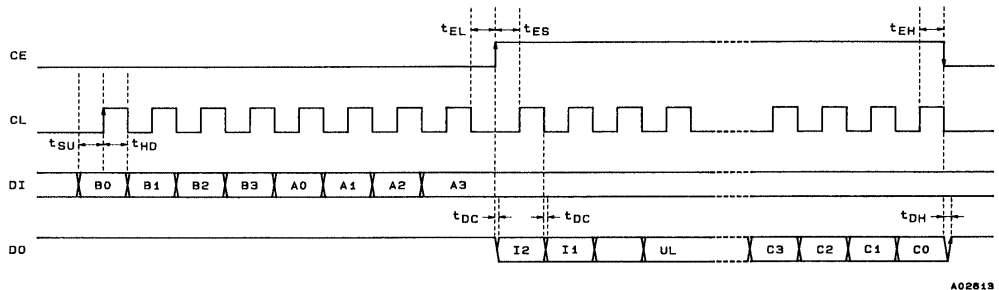 tEL tES tEH
CE
CL
tSU tHD
DI B0 B1 B2 B3 A0 A1 A2 A3
tDC tDC tDH
DO I2 I1 UL C3 C2 C1 C0
A02613